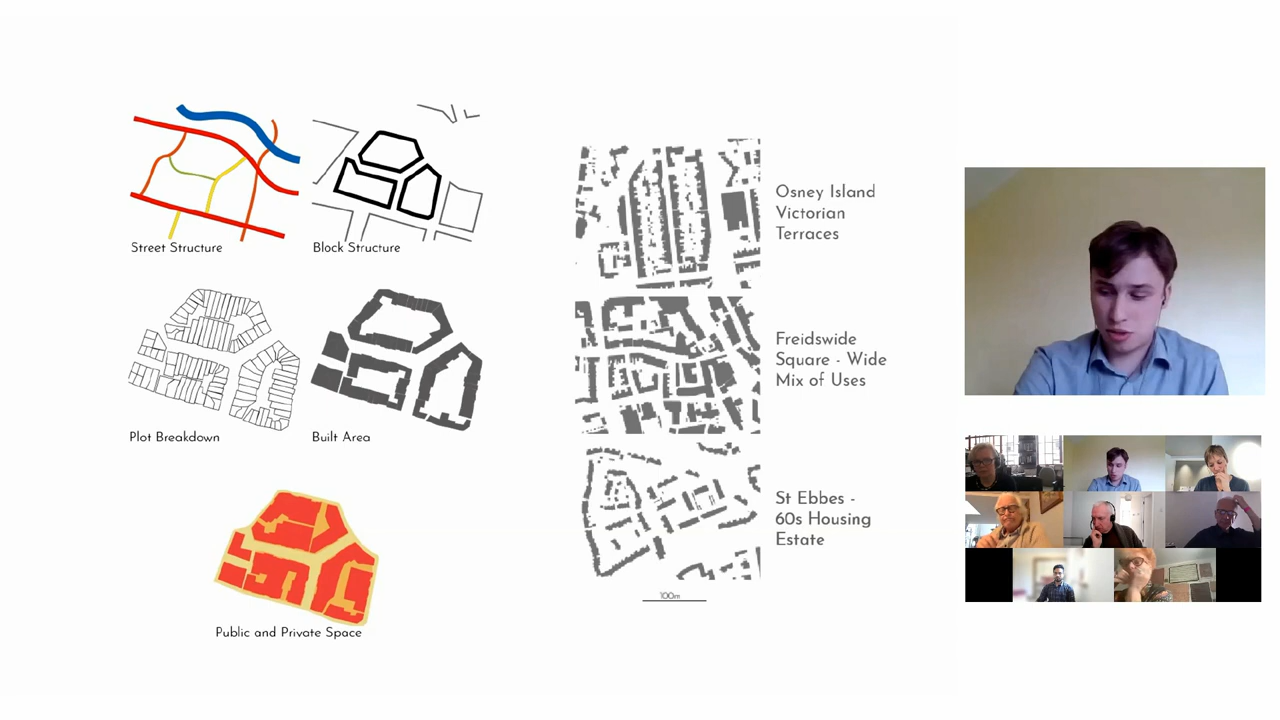 Street Structure
Block Structure
Plot Breakdown
Built Area
Public and Private Space
Osney Island
Victorian
Terraces
Freidswide
Square - Wide
Mix of Uses
St Ebbes -
60s Housing
Estate
100m